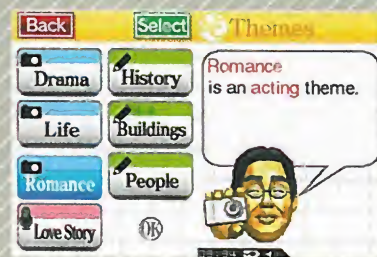 Back
Select
Themes
Drama
History
Life
Buildings
Romance
People
Love Story
OK
Romance
is an acting theme.